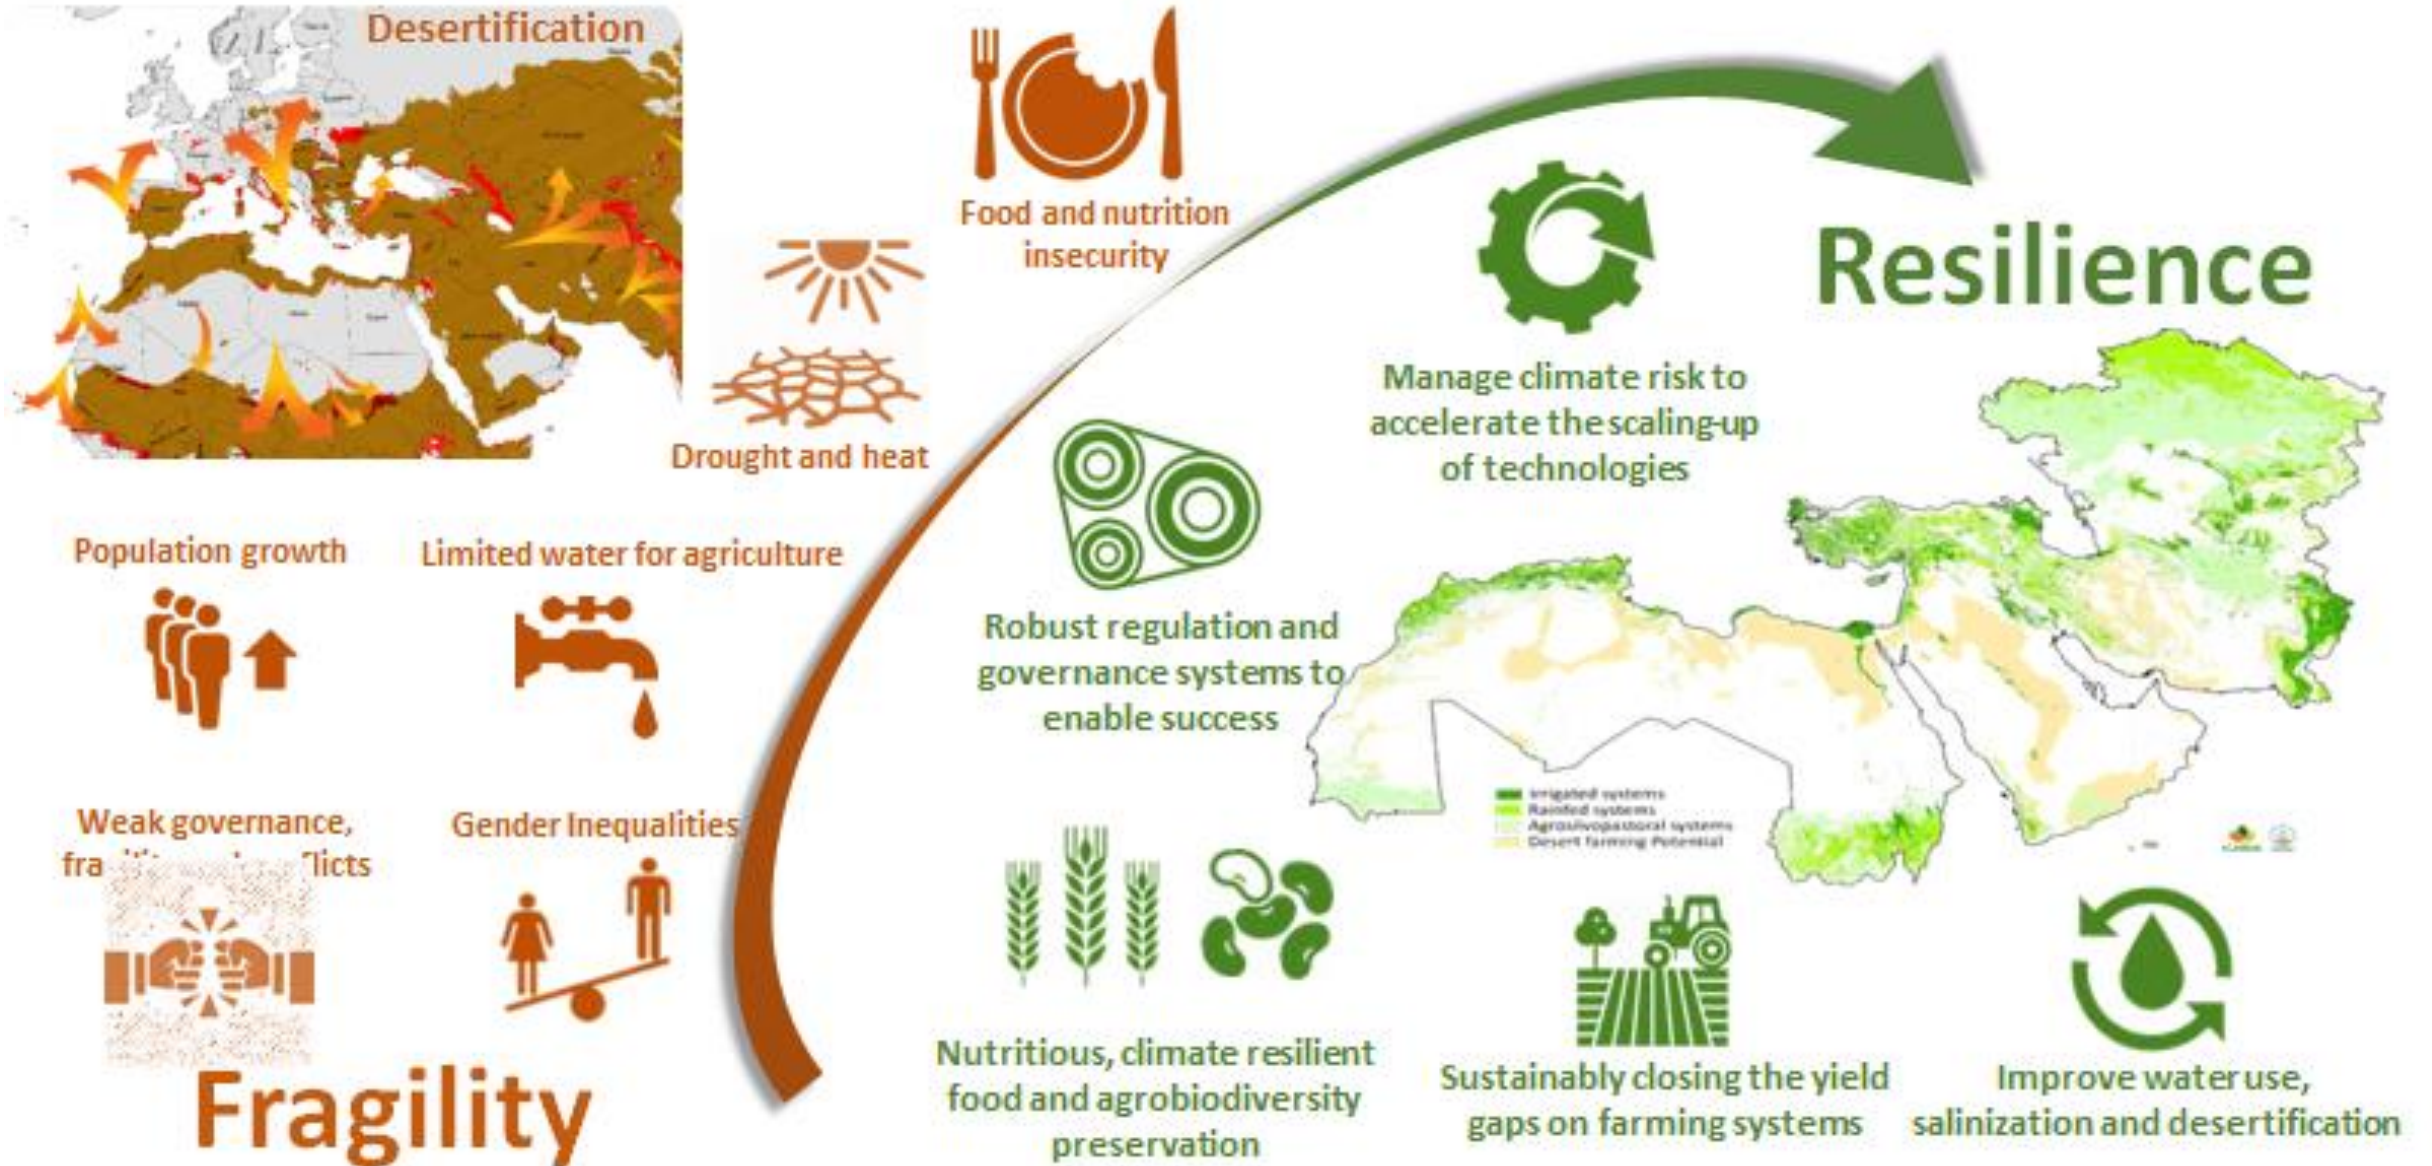 Desertification
Food and nutrition
insecurity
Drought and heat
Population growth
Limited water for agriculture
Weak governance,
Gender Inequalities
Fragility
Resilience
Manage climate risk to
accelerate the scaling-up
of technologies
Robust regulation and
governance systems to
enable success
Irrigated systems
Rainfed systems
Agrosilvopastoral systems
Desert farming Potential
Nutritious, climate resilient
food and agrobiodiversity
preservation
Sustainably closing the yield
gaps on farming systems
Improve water use,
salinization and desertification